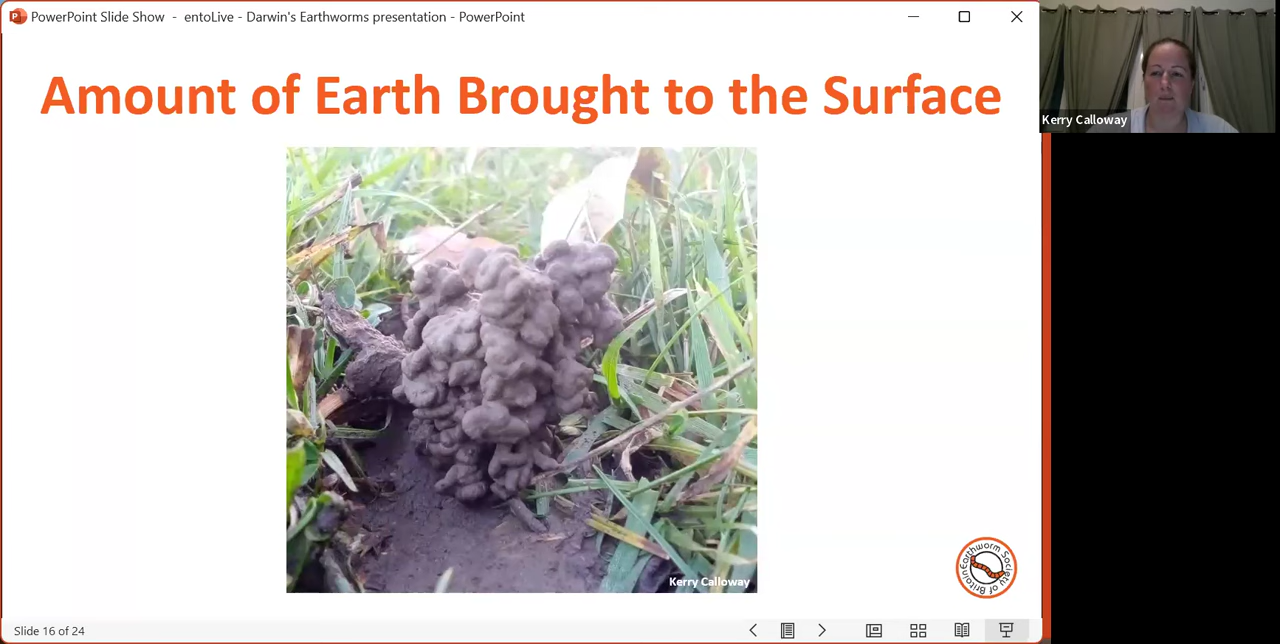 PowerPoint Slide Show - entoLive - Darwin's Earthworms presentation - PowerPoint
Kerry Calloway
Amount of Earth Brought to the Surface
Kerry Calloway
Earthworm Society of Britain
Slide 16 of 24